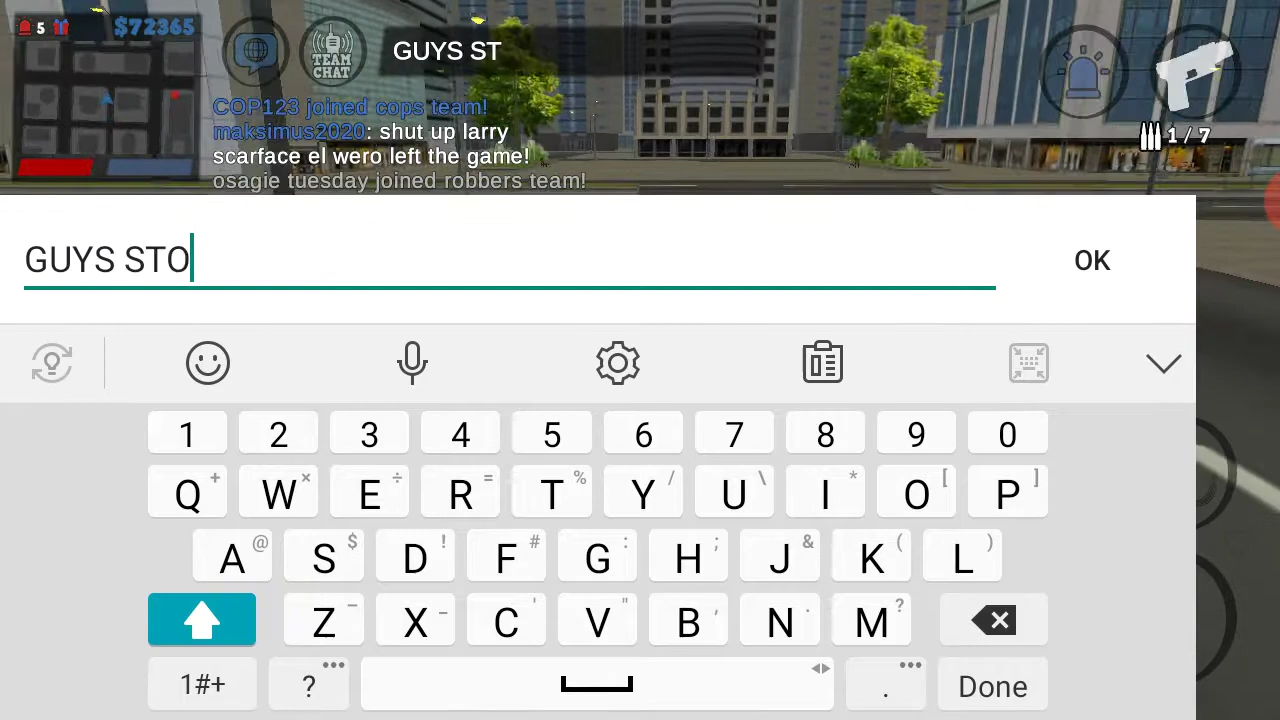 5 $72365
TEAM
CHAT
GUYS ST
COP123 joined cops team!
maksimus2020: shut up larry
scarface el wero left the game!
osagie tuesday joined robbers team!
1 / 7
GUYS STO
OK
1 2 3 4 5 6 7 8 9 0
Q + W × E ÷ R = T % Y / U \ I * O [ P ]
A @ S $ D ! F # G : H ; J & K ( L )
Z – X - C ' V " B , N · M ?
1#+ ? ••• . ••• Done